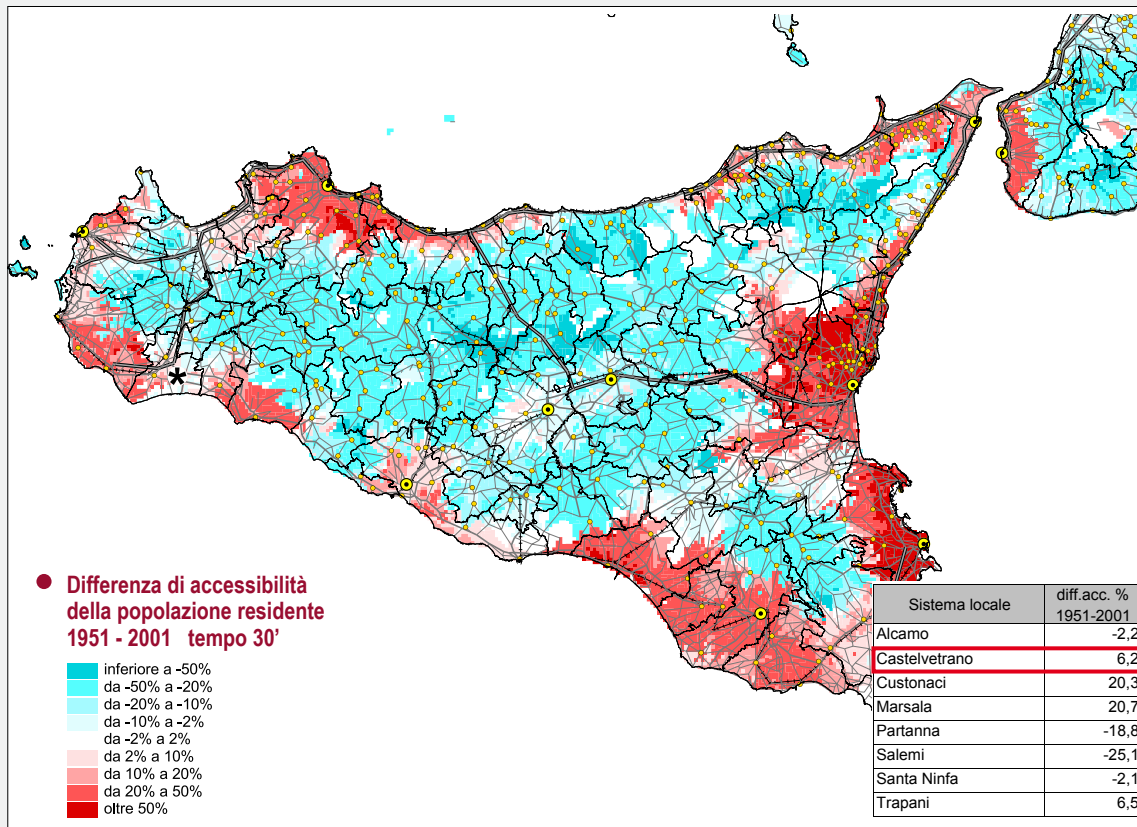 Differenza di accessibilità
della popolazione residente
1951 - 2001 tempo 30'
inferiore a -50%
da -50% a -20%
da -20% a -10%
da -10% a -2%
da -2% a 2%
da 2% a 10%
da 10% a 20%
da 20% a 50%
oltre 50%
Sistema locale diff.acc. % 1951-2001
Alcamo -2,2
Castelvetrano 6,2
Custonaci 20,3
Marsala 20,7
Partanna -18,8
Salemi -25,1
Santa Ninfa -2,1
Trapani 6,5